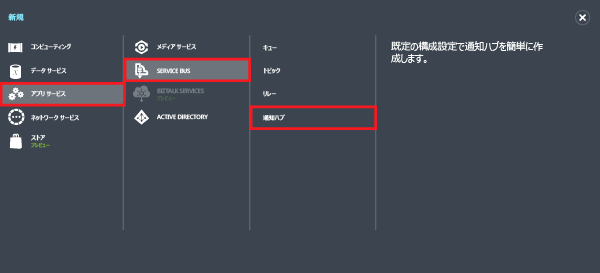 新規
コンピューティング
データ サービス
アプリ サービス
ネットワーク サービス
ストア
プレビュー
メディア サービス
SERVICE BUS
BIZTALK SERVICES
プレビュー
ACTIVE DIRECTORY
キュー
トピック
リレー
通知ハブ
既定の構成設定で通知ハブを簡単に作
成します。